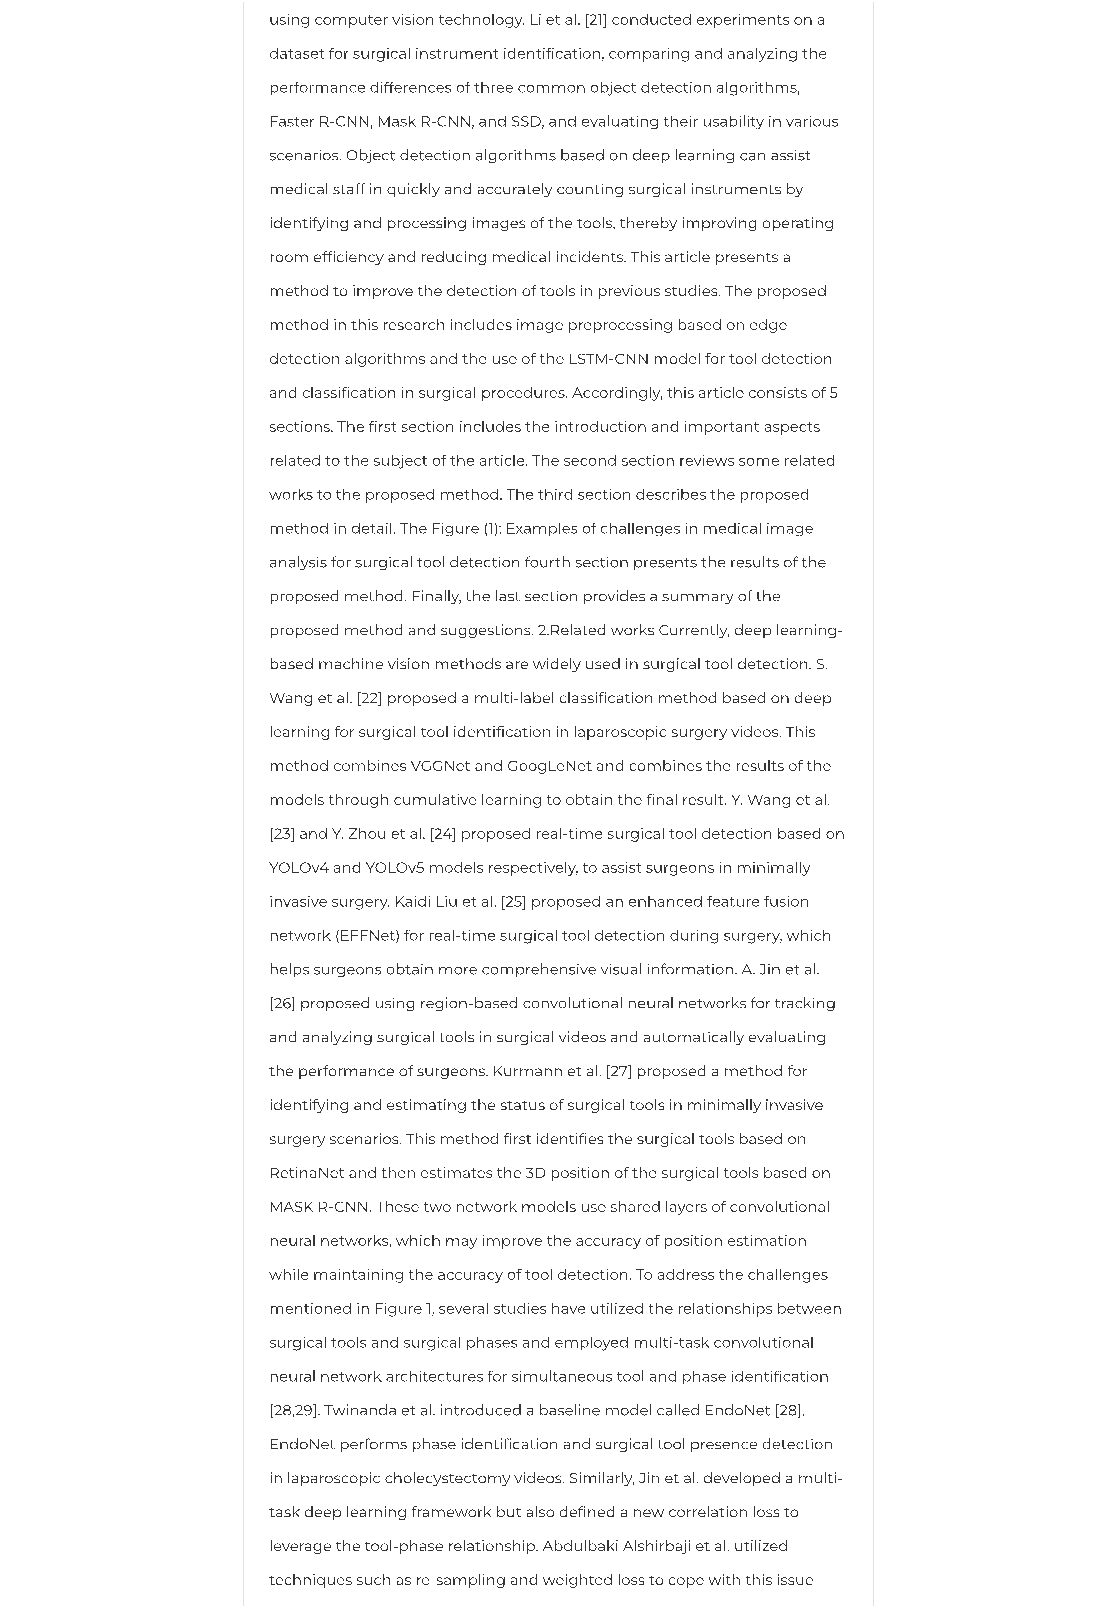 using computer vision technology. Li et al. [21] conducted experiments on a
dataset for surgical instrument identification, comparing and analyzing the
performance differences of three common object detection algorithms,
Faster R-CNN, Mask R-CNN, and SSD, and evaluating their usability in various
scenarios. Object detection algorithms based on deep learning can assist
medical staff in quickly and accurately counting surgical instruments by
identifying and processing images of the tools, thereby improving operating
room efficiency and reducing medical incidents. This article presents a
method to improve the detection of tools in previous studies. The proposed
method in this research includes image preprocessing based on edge
detection algorithms and the use of the LSTM-CNN model for tool detection
and classification in surgical procedures. Accordingly, this article consists of 5
sections. The first section includes the introduction and important aspects
related to the subject of the article. The second section reviews some related
works to the proposed method. The third section describes the proposed
method in detail. The Figure (1): Examples of challenges in medical image
analysis for surgical tool detection fourth section presents the results of the
proposed method. Finally, the last section provides a summary of the
proposed method and suggestions. 2.Related works Currently, deep learning-
based machine vision methods are widely used in surgical tool detection. S.
Wang et al. [22] proposed a multi-label classification method based on deep
learning for surgical tool identification in laparoscopic surgery videos. This
method combines VGGNet and GoogLeNet and combines the results of the
models through cumulative learning to obtain the final result. Y. Wang et al.
[23] and Y. Zhou et al. [24] proposed real-time surgical tool detection based on
YOLOv4 and YOLOv5 models respectively, to assist surgeons in minimally
invasive surgery. Kaidi Liu et al. [25] proposed an enhanced feature fusion
network (EFFNet) for real-time surgical tool detection during surgery, which
helps surgeons obtain more comprehensive visual information. A. Jin et al.
[26] proposed using region-based convolutional neural networks for tracking
and analyzing surgical tools in surgical videos and automatically evaluating
the performance of surgeons. Kurmann et al. [27] proposed a method for
identifying and estimating the status of surgical tools in minimally invasive
surgery scenarios. This method first identifies the surgical tools based on
RetinaNet and then estimates the 3D position of the surgical tools based on
MASK R-CNN. These two network models use shared layers of convolutional
neural networks, which may improve the accuracy of position estimation
while maintaining the accuracy of tool detection. To address the challenges
mentioned in Figure 1, several studies have utilized the relationships between
surgical tools and surgical phases and employed multi-task convolutional
neural network architectures for simultaneous tool and phase identification
[28,29]. Twinanda et al. introduced a baseline model called EndoNet [28],
EndoNet performs phase identification and surgical tool presence detection
in laparoscopic cholecystectomy videos. Similarly, Jin et al. developed a multi-
task deep learning framework but also defined a new correlation loss to
leverage the tool-phase relationship. Abdulbaki Alshirbaji et al. utilized
techniques such as re-sampling and weighted loss to cope with this issue